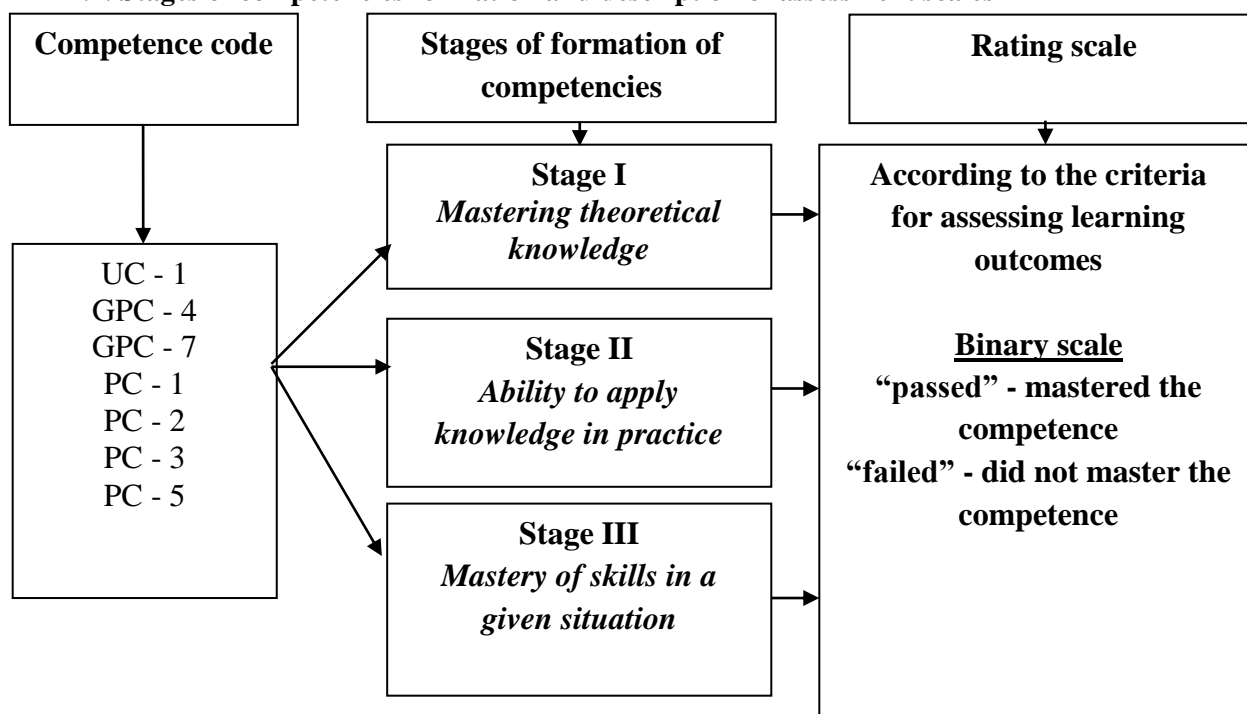 Competence code
Stages of formation of
competencies
Rating scale
UC - 1
GPC - 4
GPC - 7
PC - 1
PC - 2
PC - 3
PC - 5
Stage I
Mastering theoretical
knowledge
Stage II
Ability to apply
knowledge in practice
Stage III
Mastery of skills in a
given situation
According to the criteria
for assessing learning
outcomes
Binary scale
“passed” - mastered the
competence
“failed” - did not master the
competence